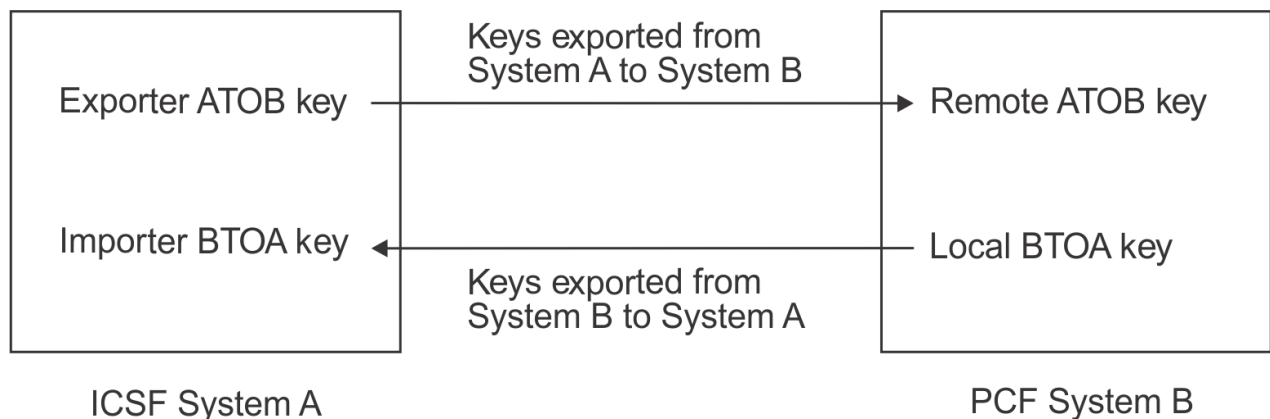 Keys exported from
System A to System B
Exporter ATOB key
Remote ATOB key
Importer BTOA key
Local BTOA key
Keys exported from
System B to System A
ICSF System A
PCF System B